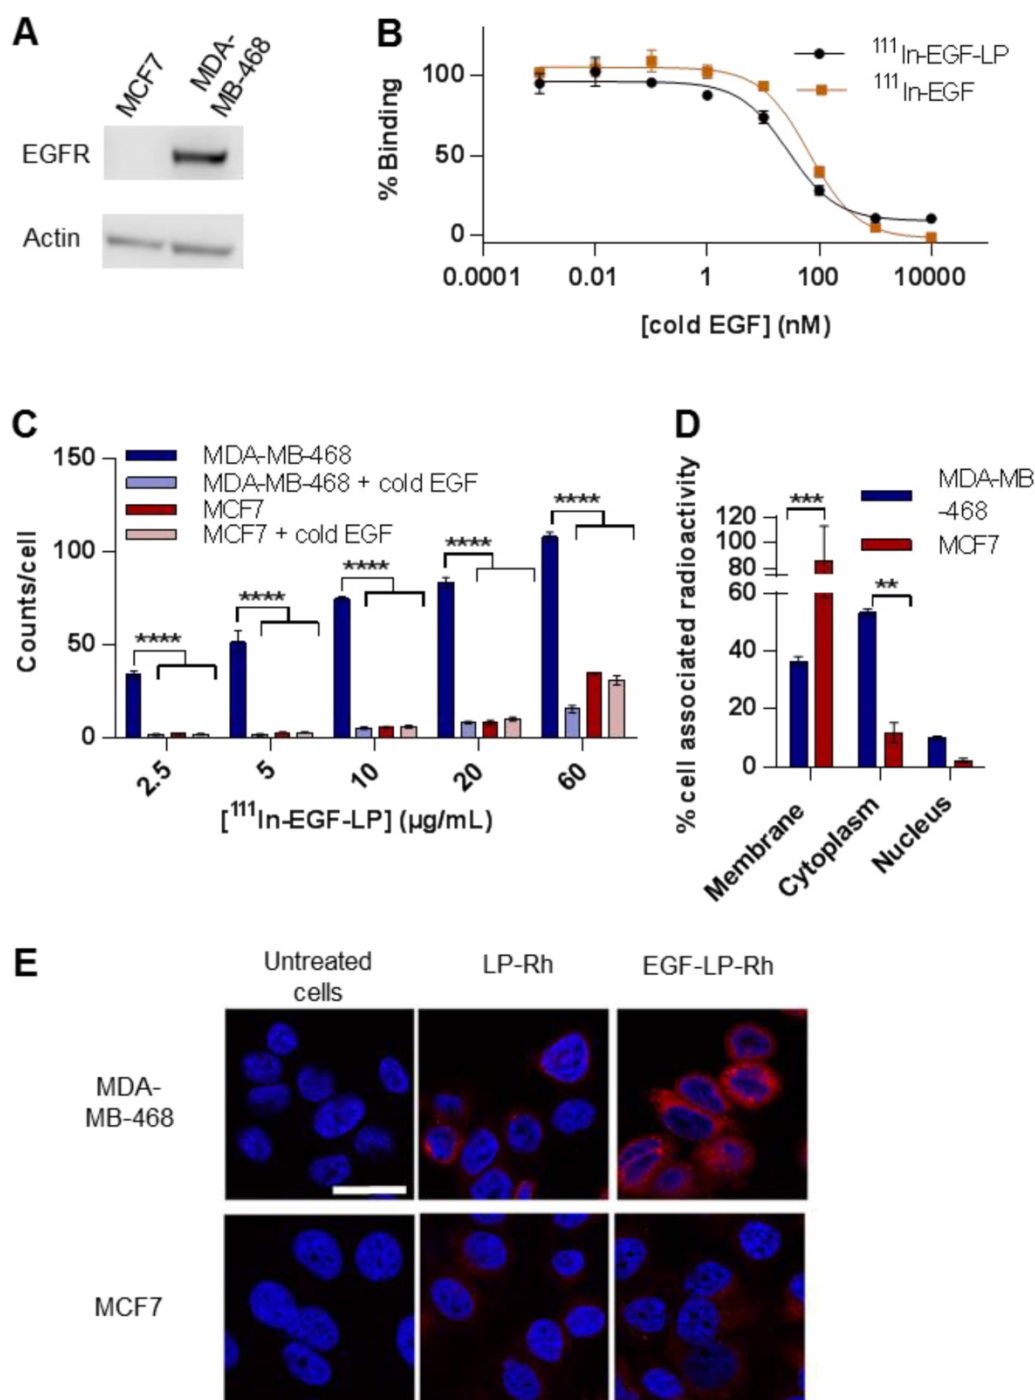 A
MCF7
MDA-
MB-468
EGFR
Actin
B
% Binding
100
50
0
0.0001
0.01
1
100
10000
[cold EGF] (nM)
¹¹¹In-EGF-LP
¹¹¹In-EGF
C
Counts/cell
150
100
50
0
MDA-MB-468
MDA-MB-468 + cold EGF
MCF7
MCF7 + cold EGF
****
****
****
****
****
2.5
5
10
20
60
[¹¹¹In-EGF-LP] (µg/mL)
D
% cell associated radioactivity
120
100
80
60
40
20
0
***
**
MDA-MB
-468
MCF7
Membrane
Cytoplasm
Nucleus
E
Untreated
cells
LP-Rh
EGF-LP-Rh
MDA-
MB-468
MCF7